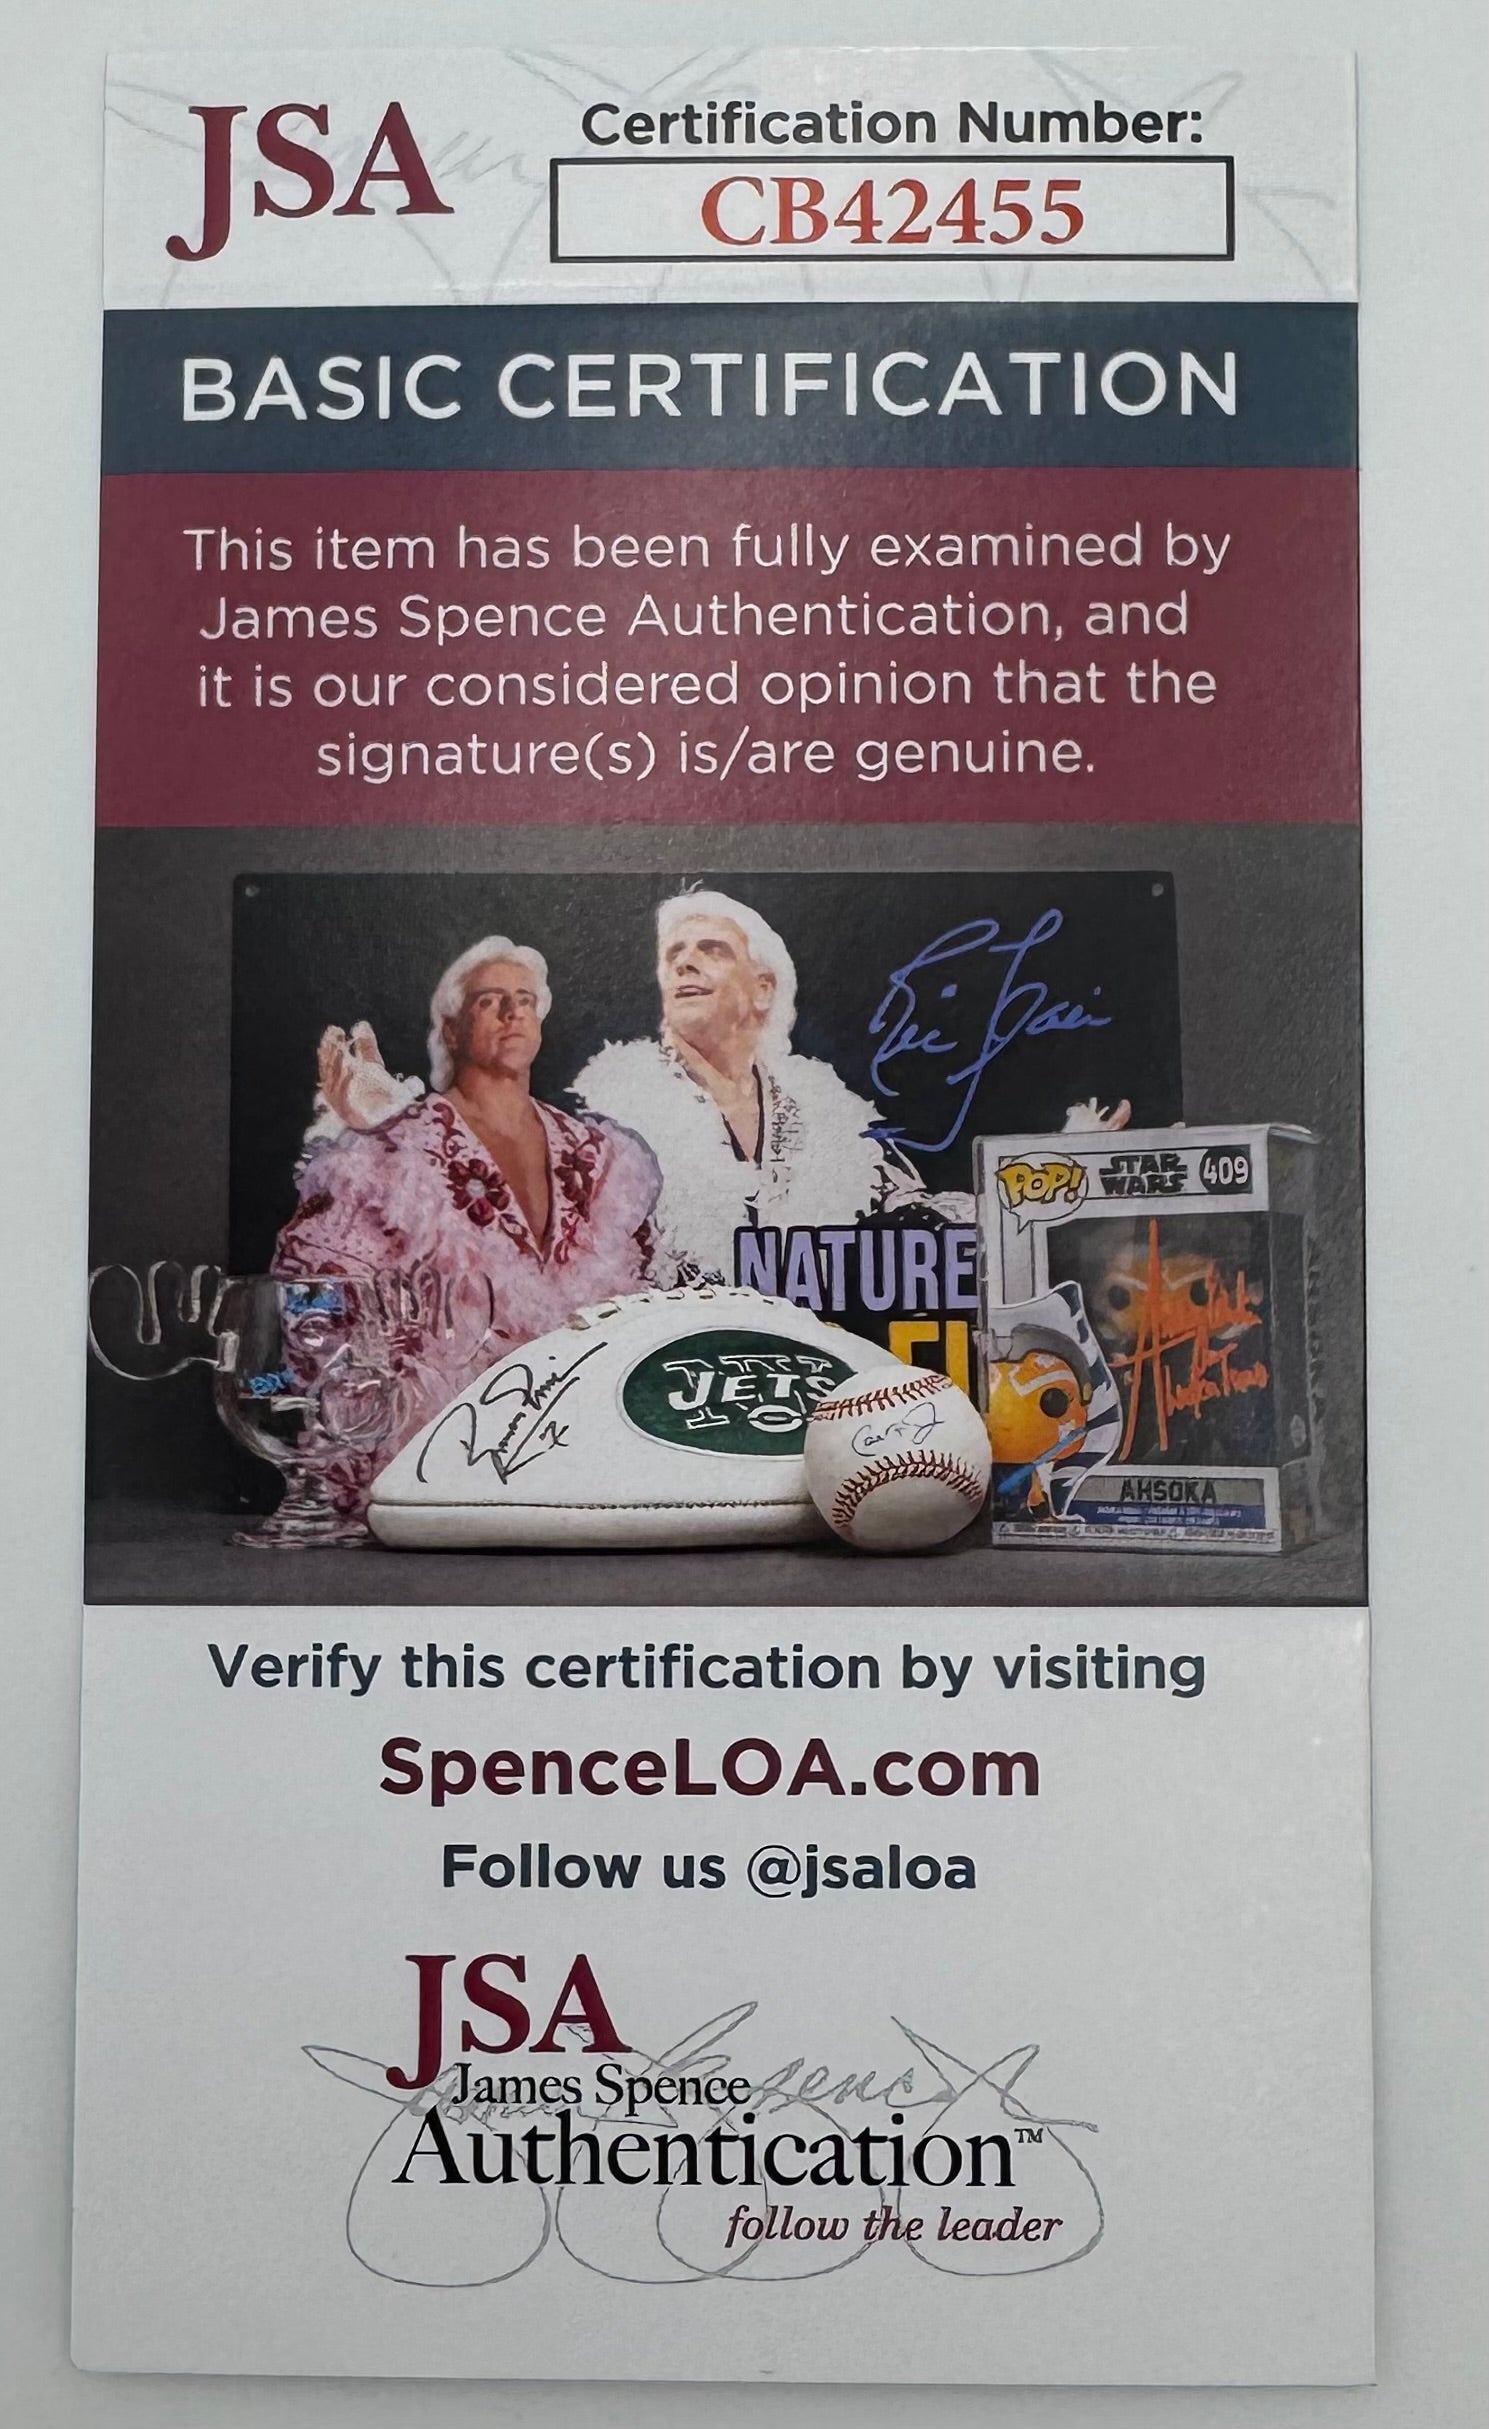 JSA
Certification Number:
CB42455
BASIC CERTIFICATION
This item has been fully examined by
James Spence Authentication, and
it is our considered opinion that the
signature(s) is/are genuine.
Ric Flair
POP!
STAR
WARS
409
NATURE
JETS
AHSOKA
Verify this certification by visiting
SpenceLOA.com
Follow us @jsaloa
JSA
James Spence
Authentication™
follow the leader